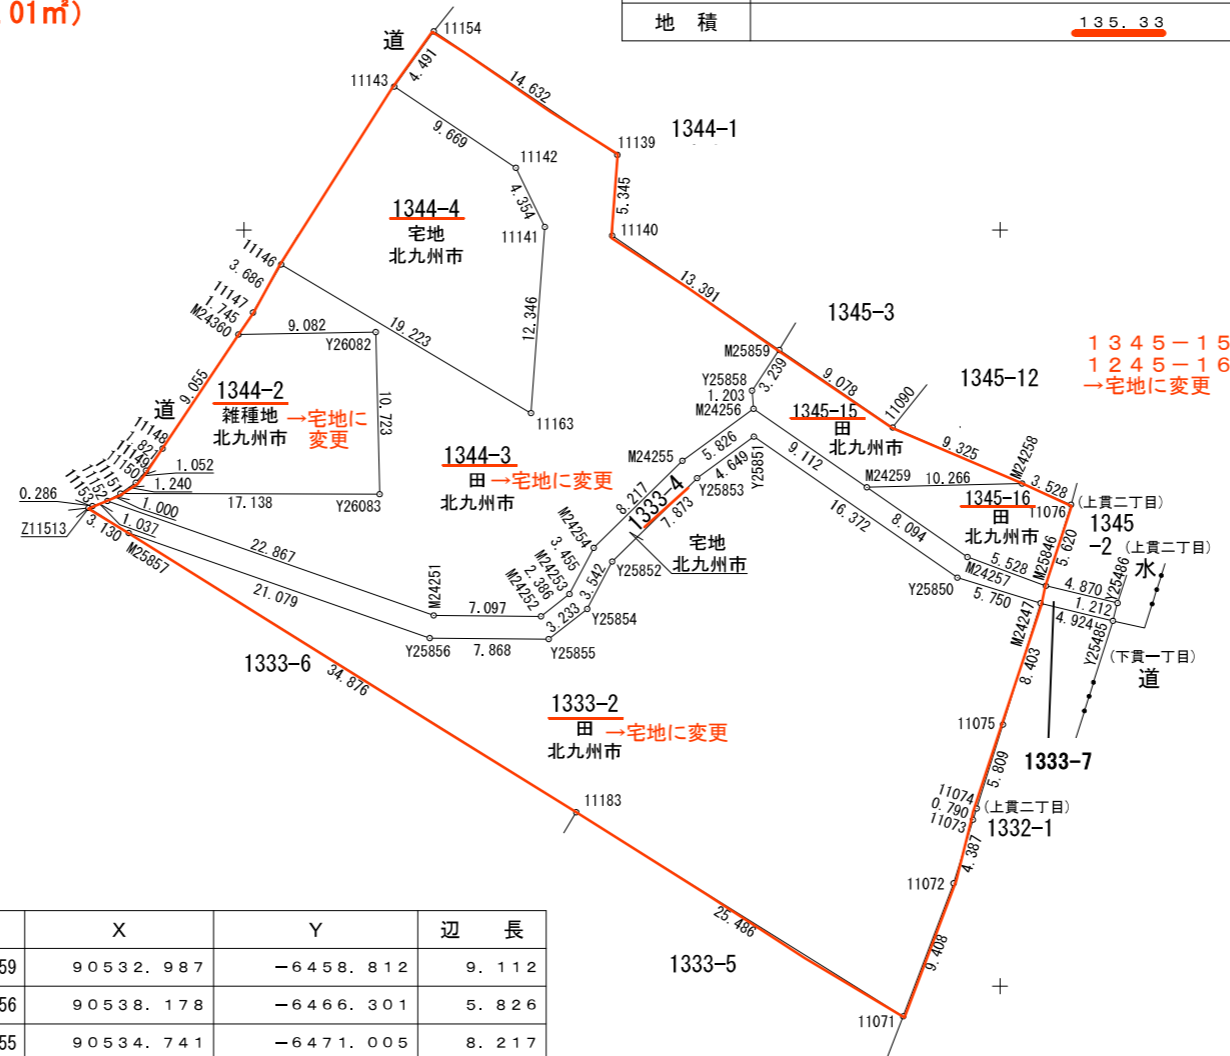 01㎡)
地 積
135.33
道
11154
11143
4.491
14.632
11139
1344-1
9.669
11142
5.345
4.354
1344-4
宅地
北九州市
11141
11140
11146
3.686
13.391
11147
1.745
M24360
1345-3
9.082
Y26082
19.223
12.346
M25859
3.239
9.078
1345-15
1245-16
→宅地に変更
1345-12
Y25858
1.203
M24256
9.055
1344-2
雑種地
北九州市
→宅地に
変更
10.723
11090
1345-15
田
北九州市
道
11163
9.325
11148
1.821
11149
11150
1.052
1.240
5.826
4.649
Y25851
9.112
M24258
1344-3
田
→宅地に変更
北九州市
M24255
M24259
10.266
3.528
0.286
11153
11152
11151
17.138
Y26083
8.217
Y25853
1333-4
7.873
1345-16
田
北九州市
11076
(上貫二丁目)
1345
-2
(上貫二丁目)
Z11513
3.130
1.037
1.000
M25857
16.372
水
M24254
宅地
北九州市
8.094
5.620
22.867
3.455
M24253
2.386
M24252
3.542
Y25852
5.528
M24257
M25846
4.870
Y25486
21.079
M24251
7.097
Y25850
5.750
1.212
4.924
3.233
Y25854
M24247
Y25485
Y25856
7.868
Y25855
8.403
(下貫一丁目)
道
1333-6
34.876
1333-2
田
→宅地に変更
北九州市
11075
1333-7
5.809
11183
11074
0.790
11073
(上貫二丁目)
1332-1
4.387
11072
25.486
9.408
1333-5
11071
X Y 辺 長
59 90532.987 -6458.812 9.112
56 90538.178 -6466.301 5.826
55 90534.741 -6471.005 8.217